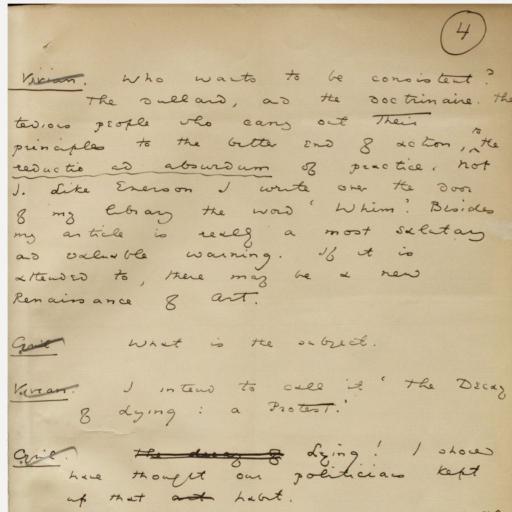 4
Vivian. Who wants to be consistent?
The dullard, and the doctrinaire. The
tedious people who carry out their
principles to the bitter end of action, to the
reductio ad absurdum of practice. Not
I. Like Emerson I write over the door
of my library the word 'Whim'. Besides
my article is really a most salutary
and valuable warning. If it is
attended to, there may be a new
Renaissance of Art.
Cyril What is the subject.
Vivian. I intend to call it 'The Decay
of Lying: a Protest.'
Cyril. The decay of Lying! I should
have thought our politicians kept
up that habit.